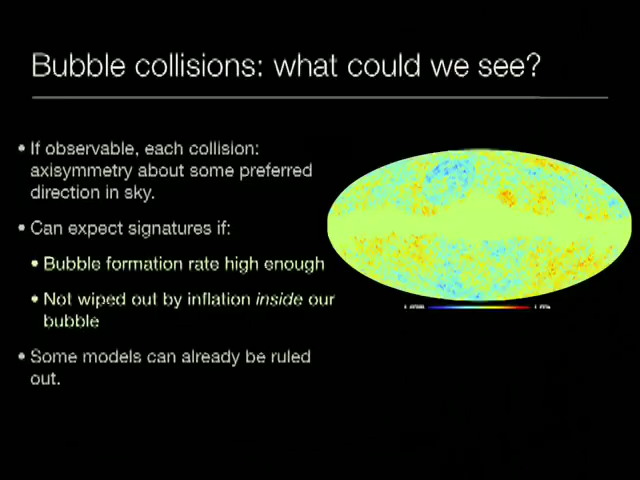 Bubble collisions: what could we see?
• If observable, each collision:
axisymmetry about some preferred
direction in sky.
• Can expect signatures if:
• Bubble formation rate high enough
• Not wiped out by inflation inside our
bubble
• Some models can already be ruled
out.